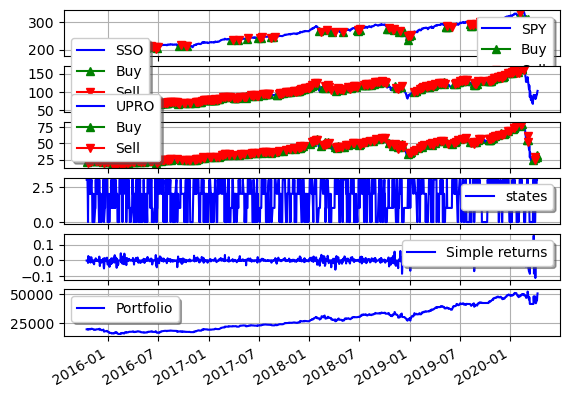 300
200
SPY
Buy
Sell
SSO
Buy
Sell
150
100
50
UPRO
Buy
Sell
75
50
25
2.5
0.0
states
0.1
0.0
−0.1
Simple returns
50000
25000
Portfolio
2016-01 2016-07 2017-01 2017-07 2018-01 2018-07 2019-01 2019-07 2020-01